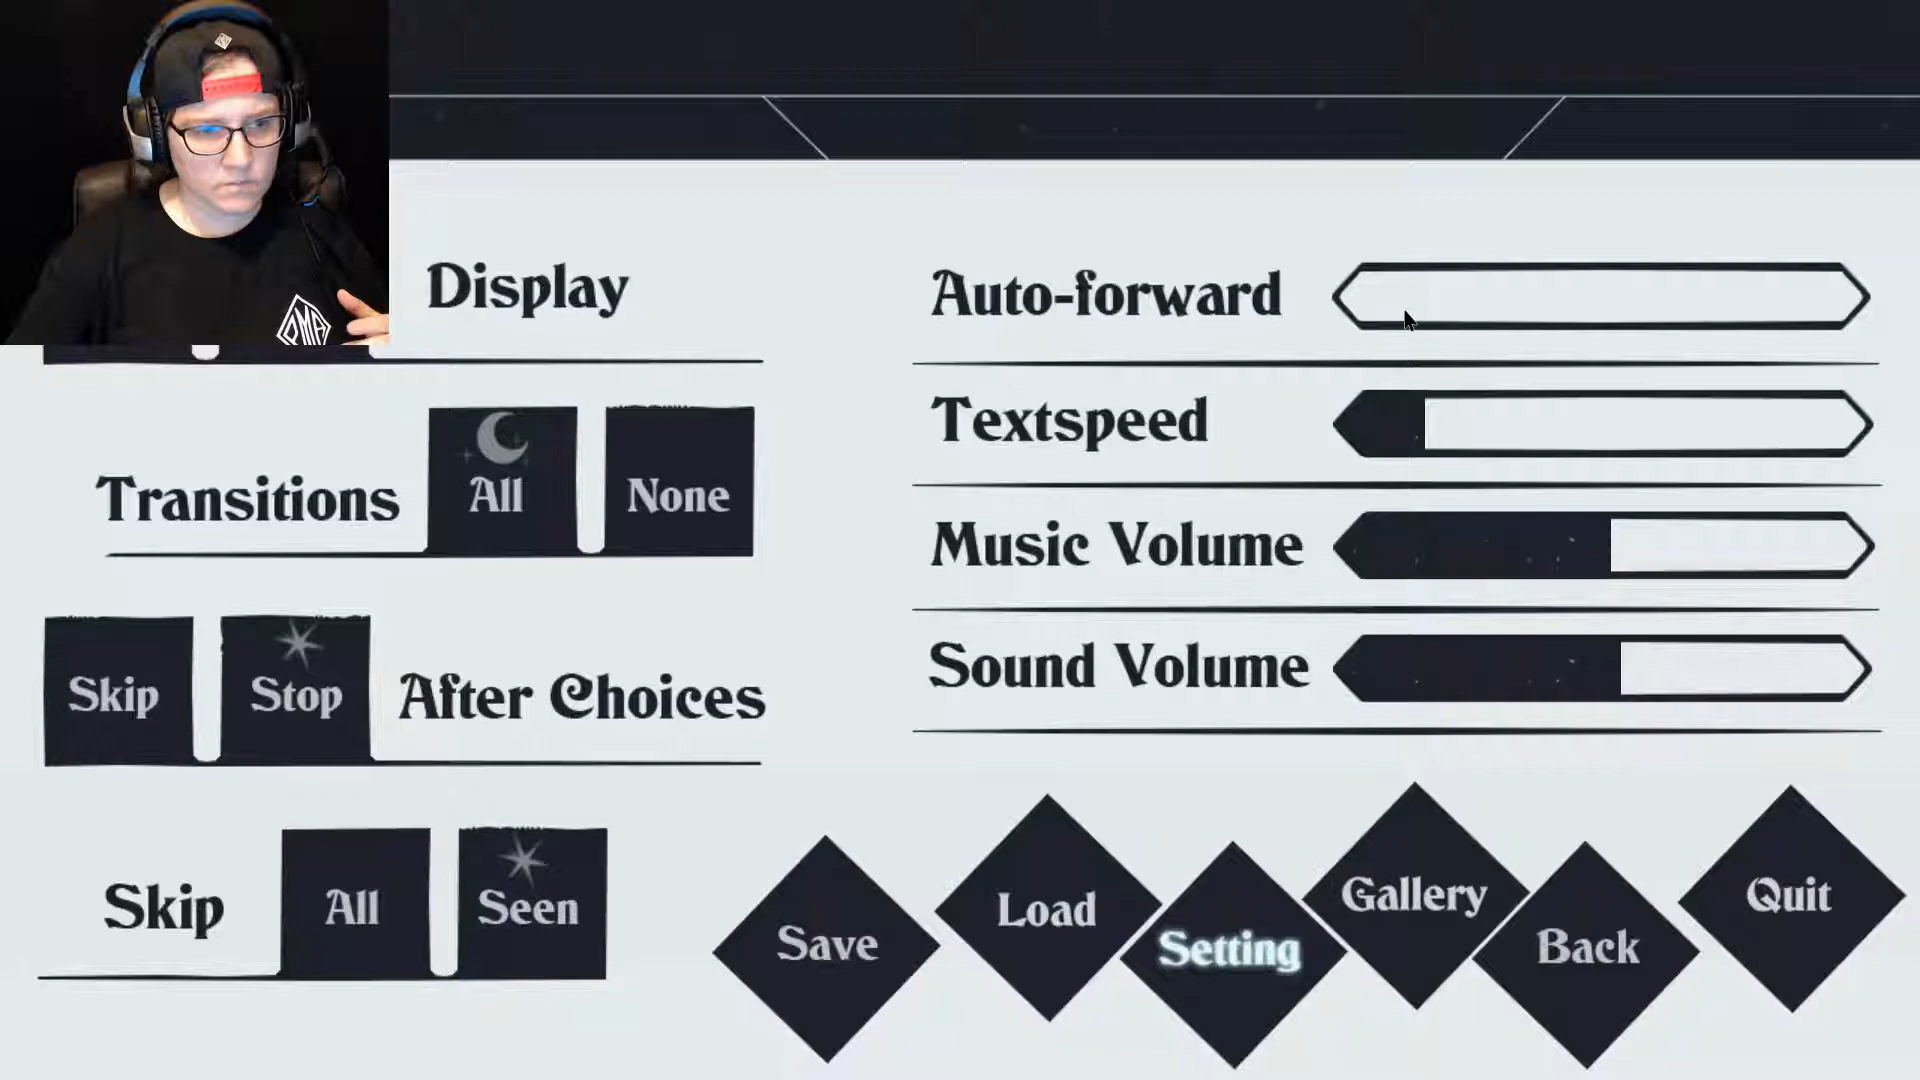 Display
Auto-forward
Textspeed
Transitions
All
None
Music Volume
Skip
Stop
After Choices
Sound Volume
Skip
All
Seen
Save
Load
Setting
Gallery
Back
Quit
PMA